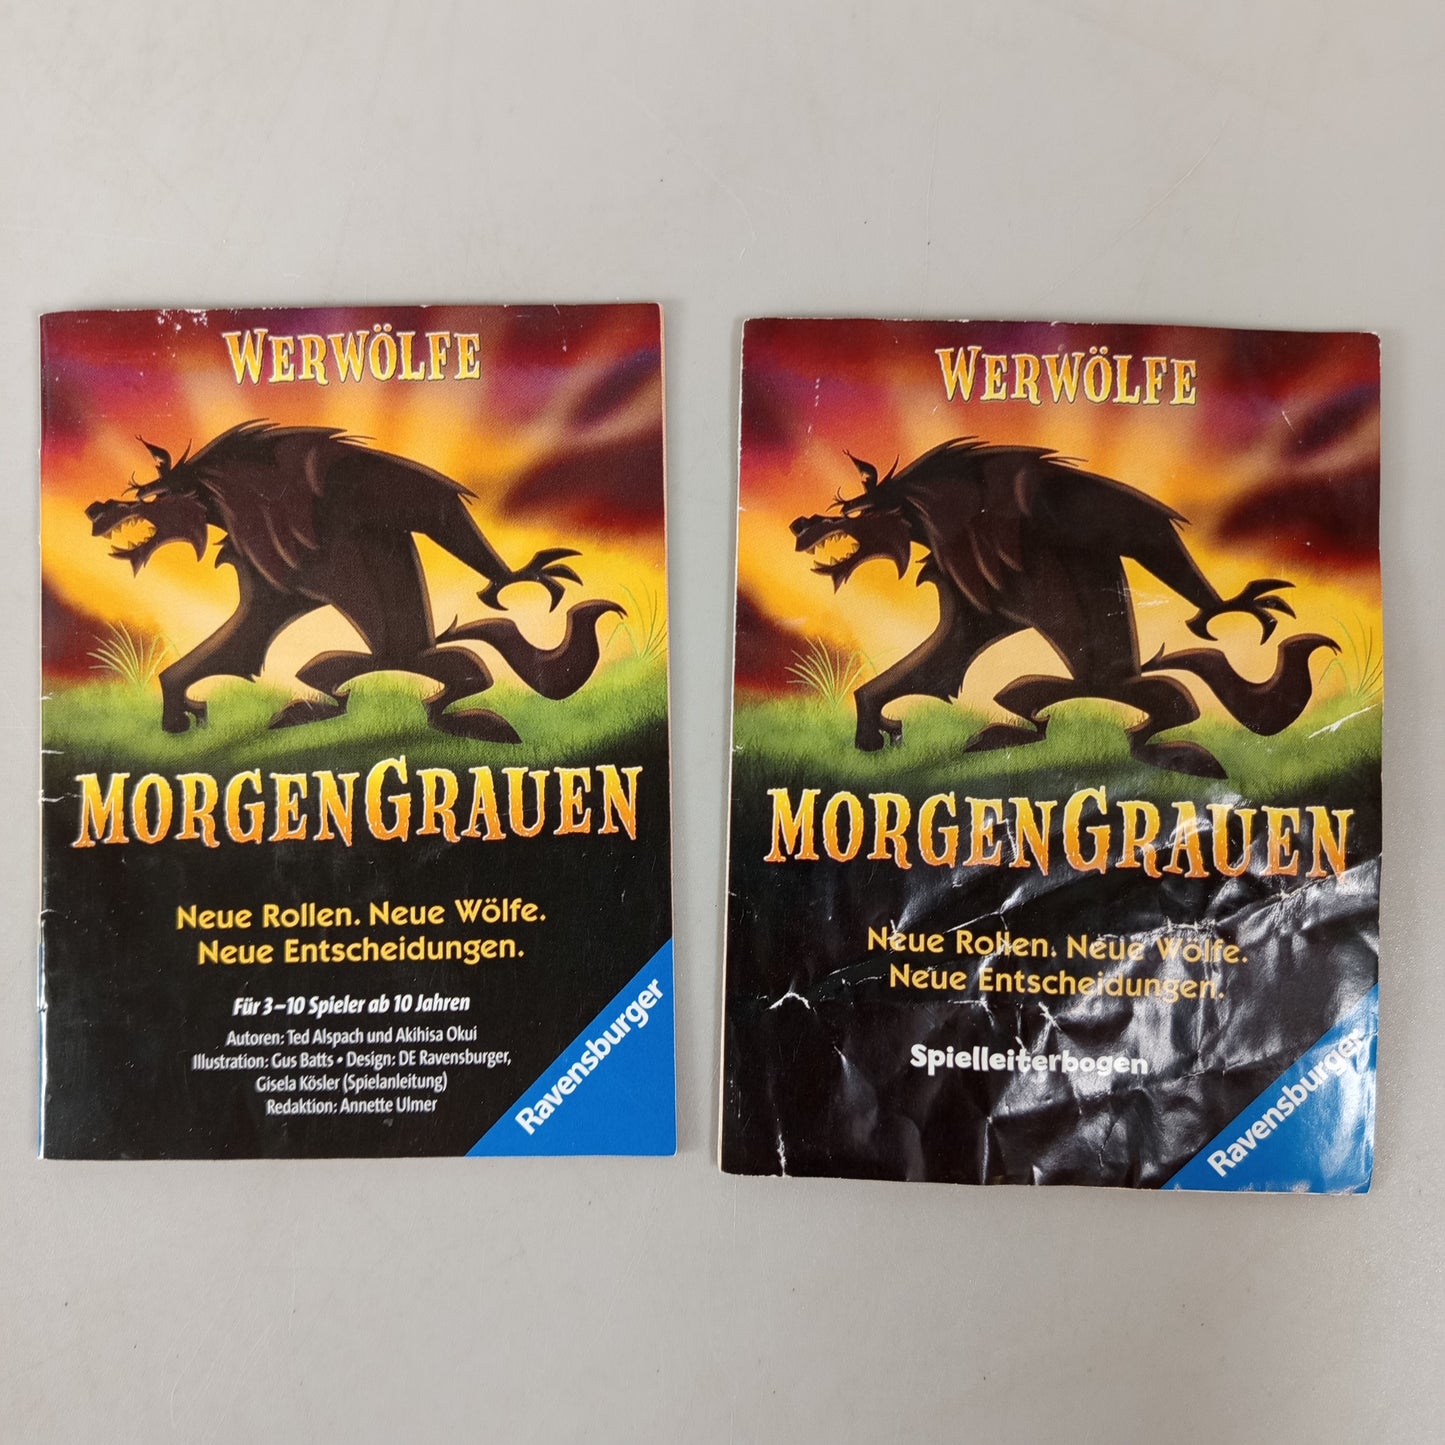 WERWÖLFE
MORGENGRAUEN
Neue Rollen. Neue Wölfe.
Neue Entscheidungen.
Für 3–10 Spieler ab 10 Jahren
Autoren: Ted Alspach und Akihisa Okui
Illustration: Gus Batts • Design: DE Ravensburger,
Gisela Kösler (Spielanleitung)
Redaktion: Annette Ulmer
Ravensburger
WERWÖLFE
MORGENGRAUEN
Neue Rollen. Neue Wölfe.
Neue Entscheidungen.
Spielleiterbogen
Ravensburger